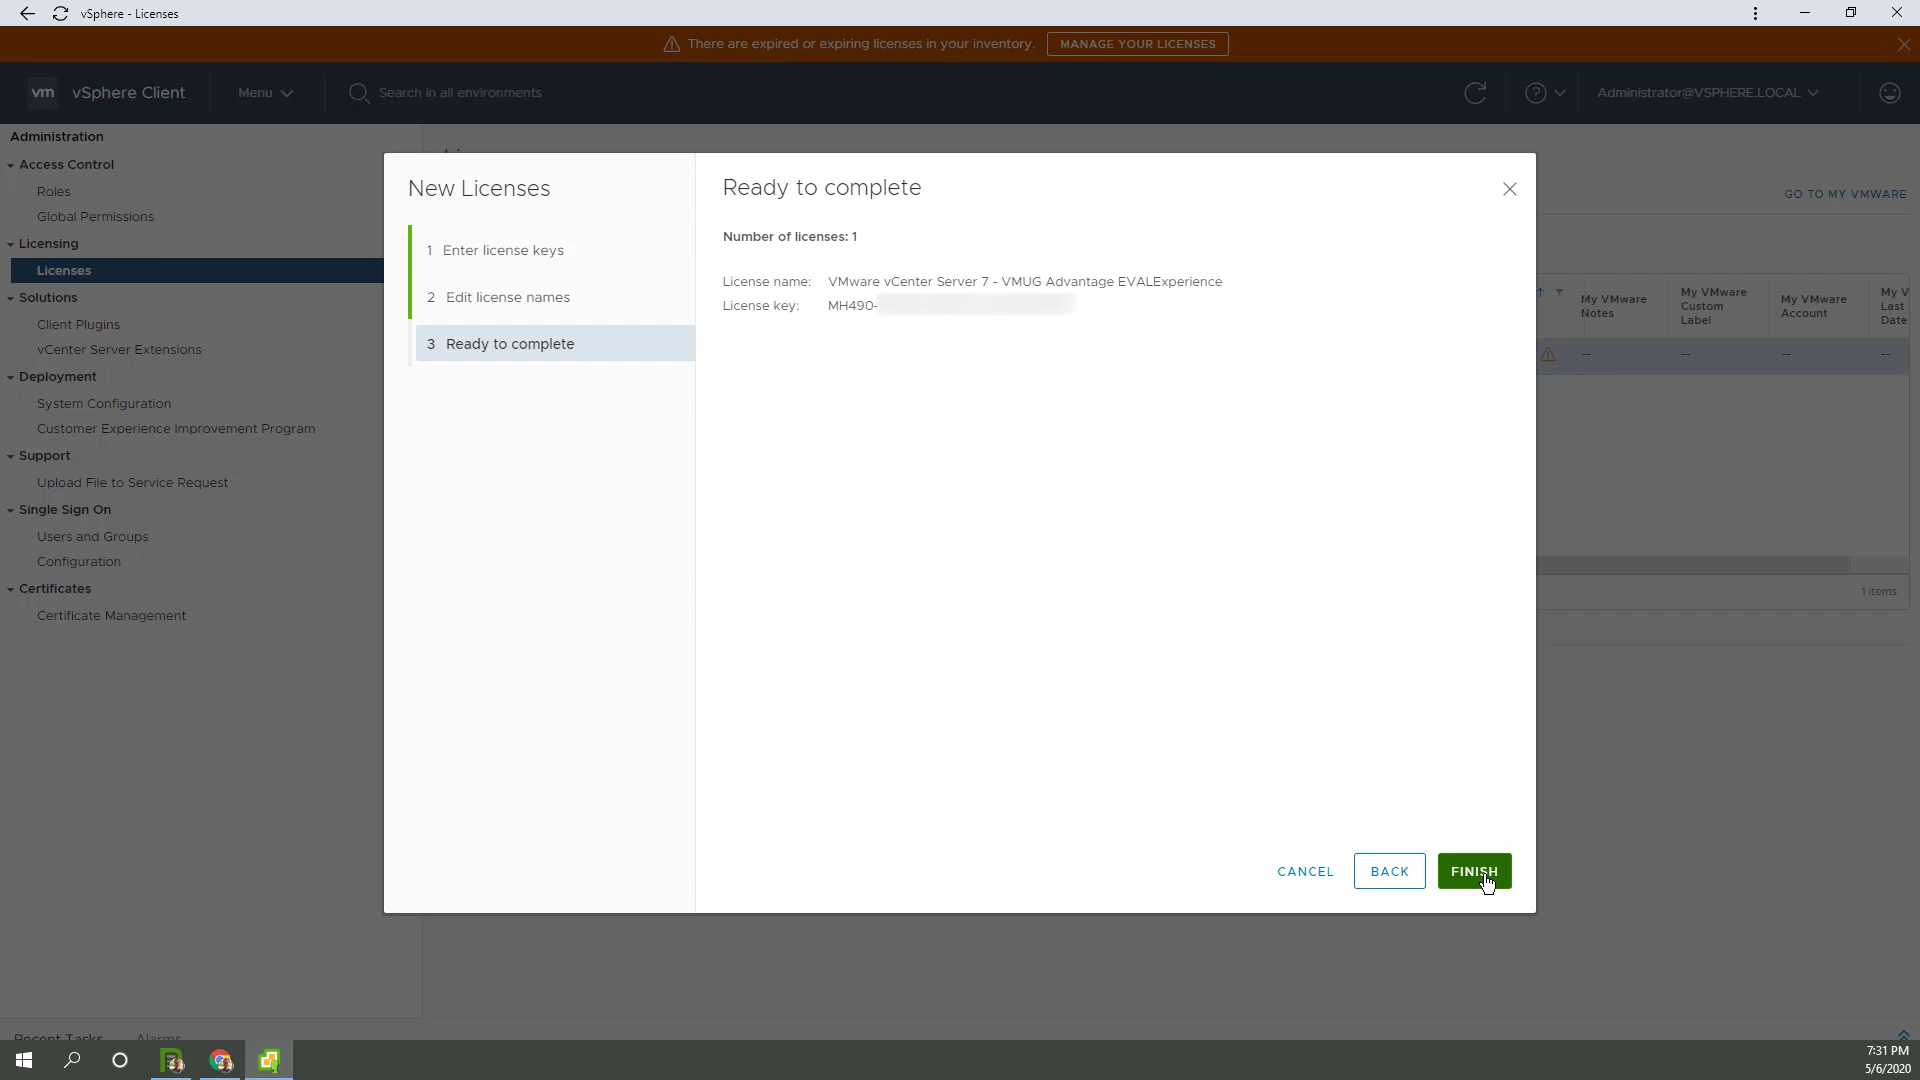 vSphere - Licenses
There are expired or expiring licenses in your inventory. MANAGE YOUR LICENSES
vm vSphere Client Menu Search in all environments Administrator@VSPHERE.LOCAL
Administration
Access Control
Roles
Global Permissions
Licensing
Licenses
Solutions
Client Plugins
vCenter Server Extensions
Deployment
System Configuration
Customer Experience Improvement Program
Support
Upload File to Service Request
Single Sign On
Users and Groups
Configuration
Certificates
Certificate Management
New Licenses
1 Enter license keys
2 Edit license names
3 Ready to complete
Ready to complete
Number of licenses: 1
License name: VMware vCenter Server 7 - VMUG Advantage EVALExperience
License key: MH490-
CANCEL BACK FINISH
GO TO MY VMWARE
My VMware Notes
My VMware Custom Label
My VMware Account
My V
Last
Date
-- -- -- --
1 items
Recent Tasks Alarms
7:31 PM
5/6/2020